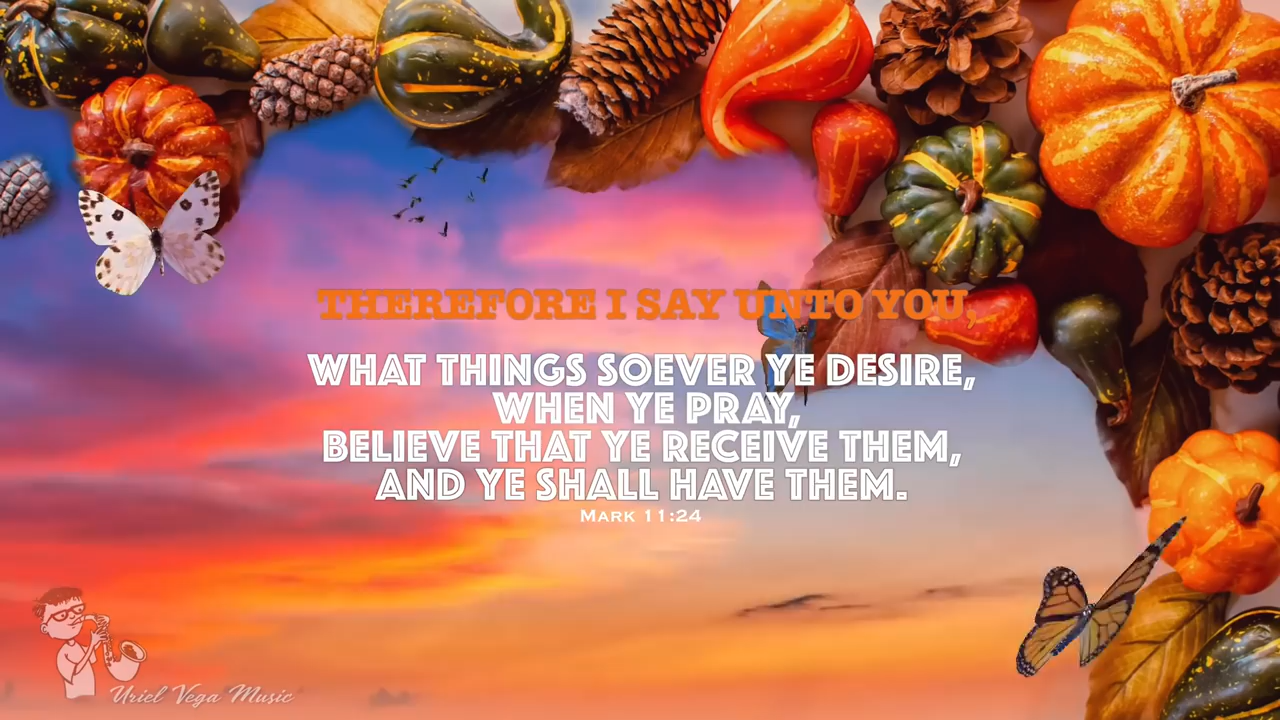 THEREFORE I SAY UNTO YOU,
WHAT THINGS SOEVER YE DESIRE,
WHEN YE PRAY,
BELIEVE THAT YE RECEIVE THEM,
AND YE SHALL HAVE THEM.
Mark 11:24
Uriel Vega Music